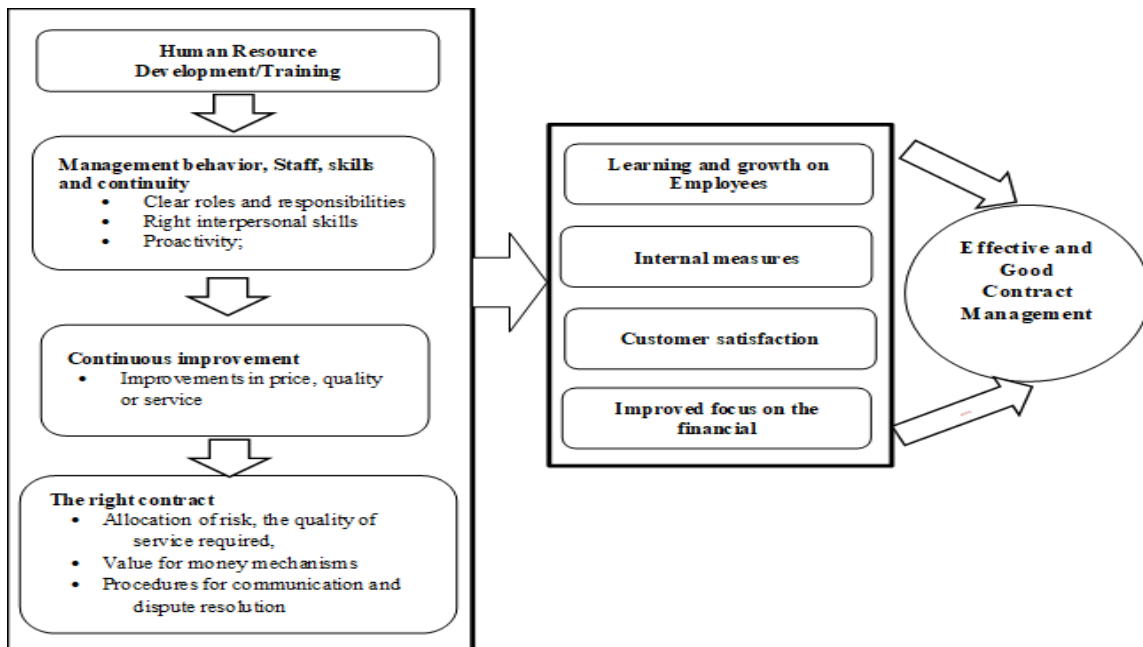 Human Resource
Development/Training
Management behavior, Staff, skills
and continuity
• Clear roles and responsibilities
• Right interpersonal skills
• Proactivity;
Continuous improvement
• Improvements in price, quality
or service
The right contract
• Allocation of risk, the quality of
service required,
• Value for money mechanisms
• Procedures for communication and
dispute resolution
Learning and growth on
Employees
Internal measures
Customer satisfaction
Improved focus on the
financial
Effective and
Good
Contract
Management